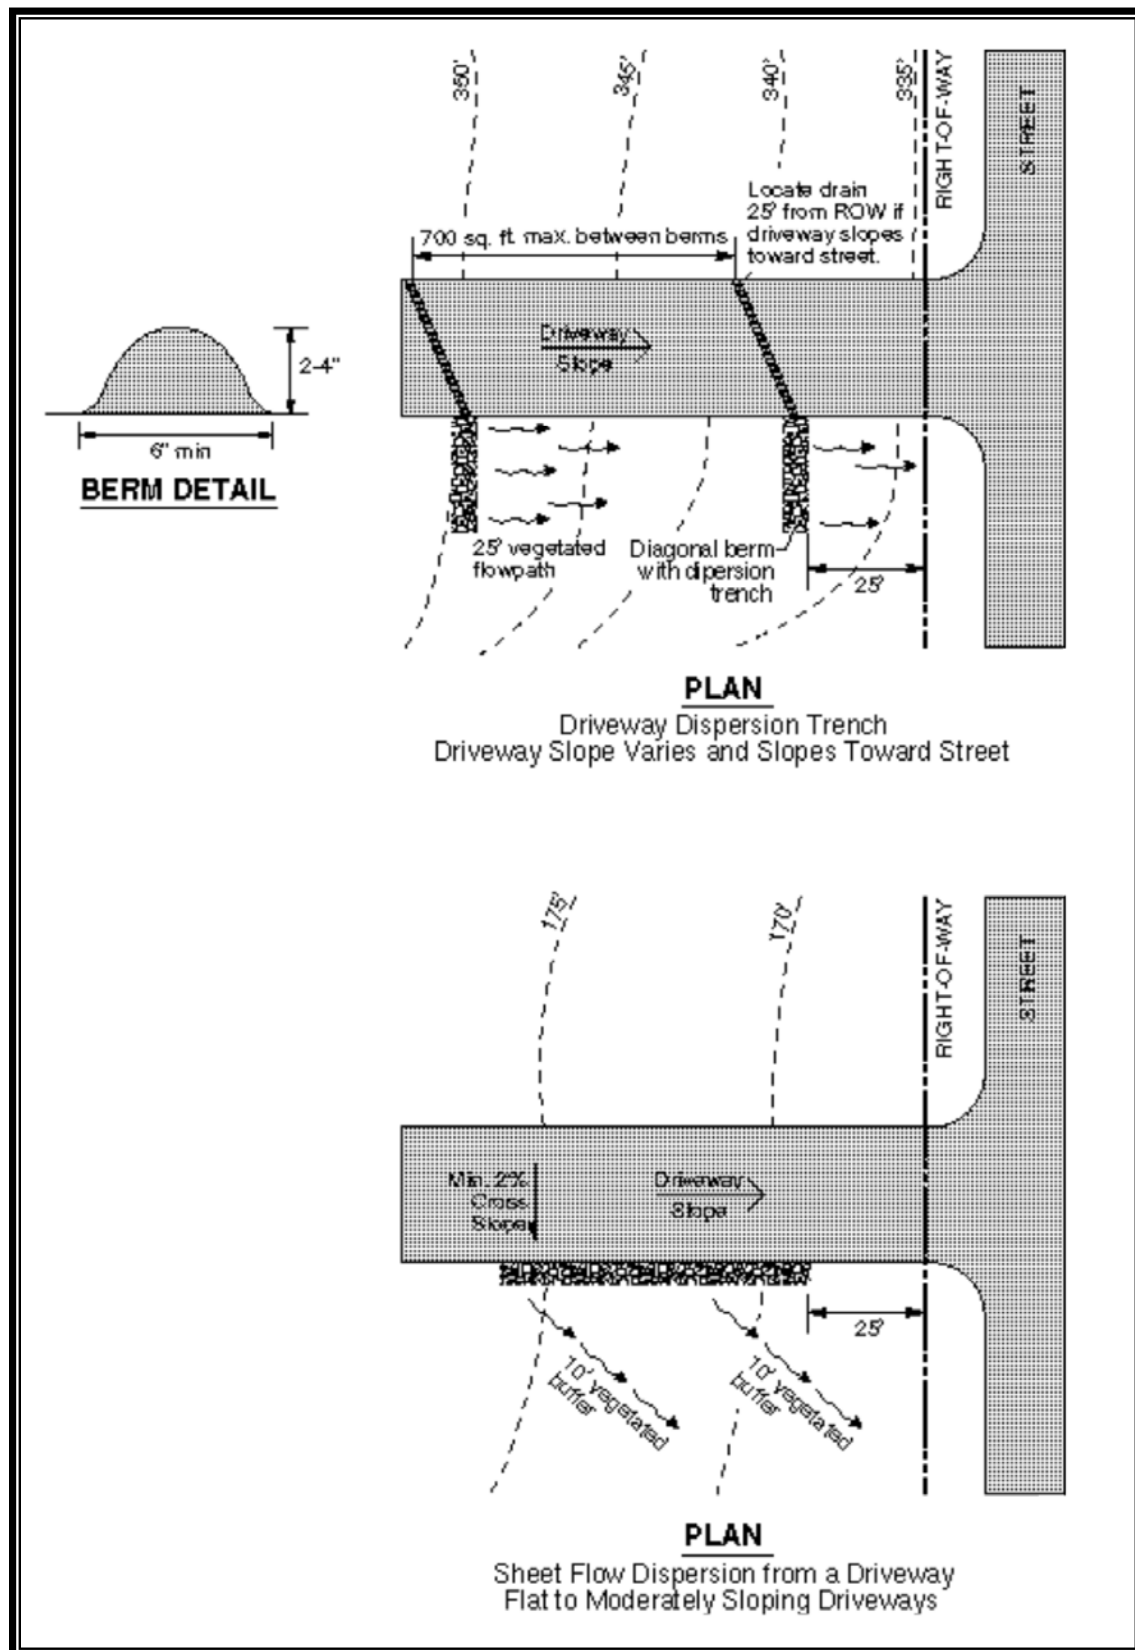 350'
345'
340'
335'
RIGHT-OF-WAY
STREET
Locate drain
25' from ROW if
driveway slopes
toward street.
700 sq. ft. max. between berms
Driveway
Slope
2-4"
6" min
BERM DETAIL
25' vegetated
flowpath
Diagonal berm
with dipersion
trench
25'
PLAN
Driveway Dispersion Trench
Driveway Slope Varies and Slopes Toward Street
175'
170'
RIGHT-OF-WAY
STREET
Min. 2%
Cross
Slope
Driveway
Slope
25'
10' vegetated
buffer
10' vegetated
buffer
PLAN
Sheet Flow Dispersion from a Driveway
Flat to Moderately Sloping Driveways